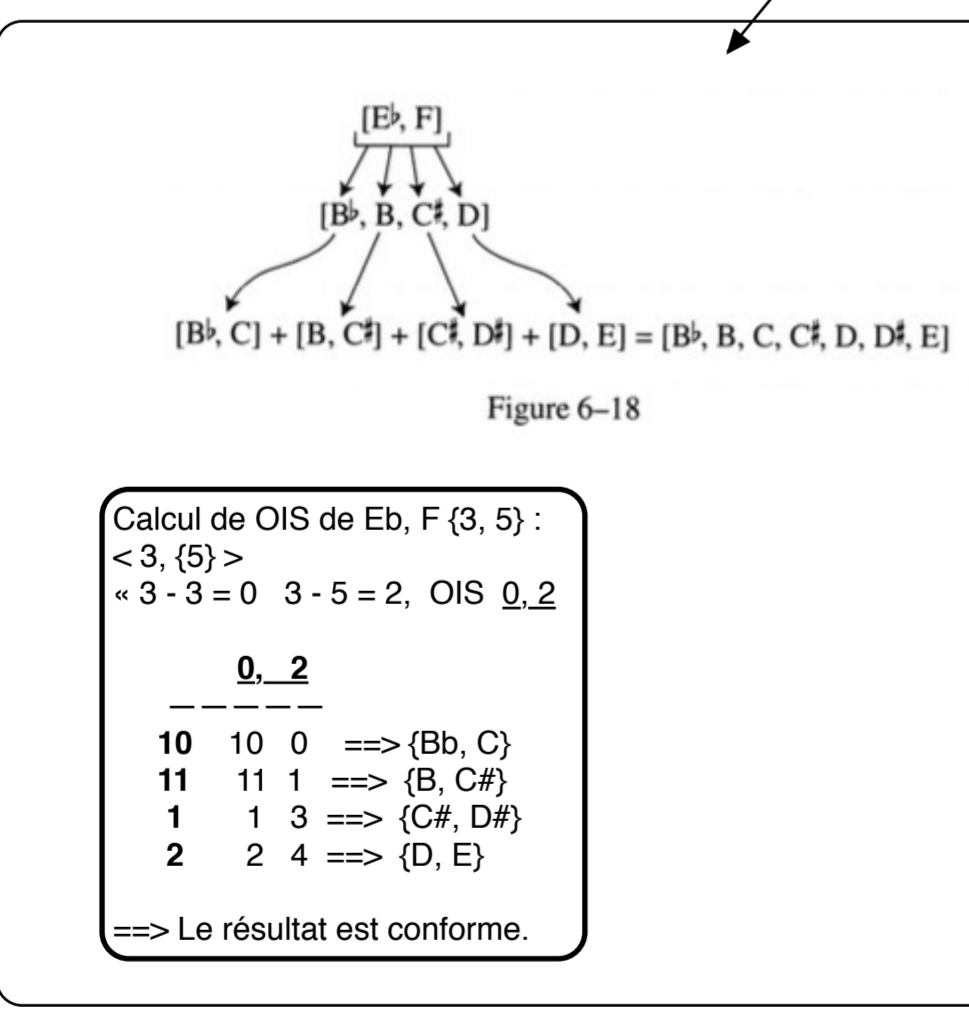 [E♭, F]
[B♭, B, C♯, D]
[B♭, C] + [B, C♯] + [C♯, D♯] + [D, E] = [B♭, B, C, C♯, D, D♯, E]
Figure 6–18
Calcul de OIS de Eb, F {3, 5} :
< 3, {5} >
« 3 - 3 = 0 3 - 5 = 2, OIS 0, 2
0, 2
— — — — —
10 10 0 ==> {Bb, C}
11 11 1 ==> {B, C#}
1 1 3 ==> {C#, D#}
2 2 4 ==> {D, E}
==> Le résultat est conforme.